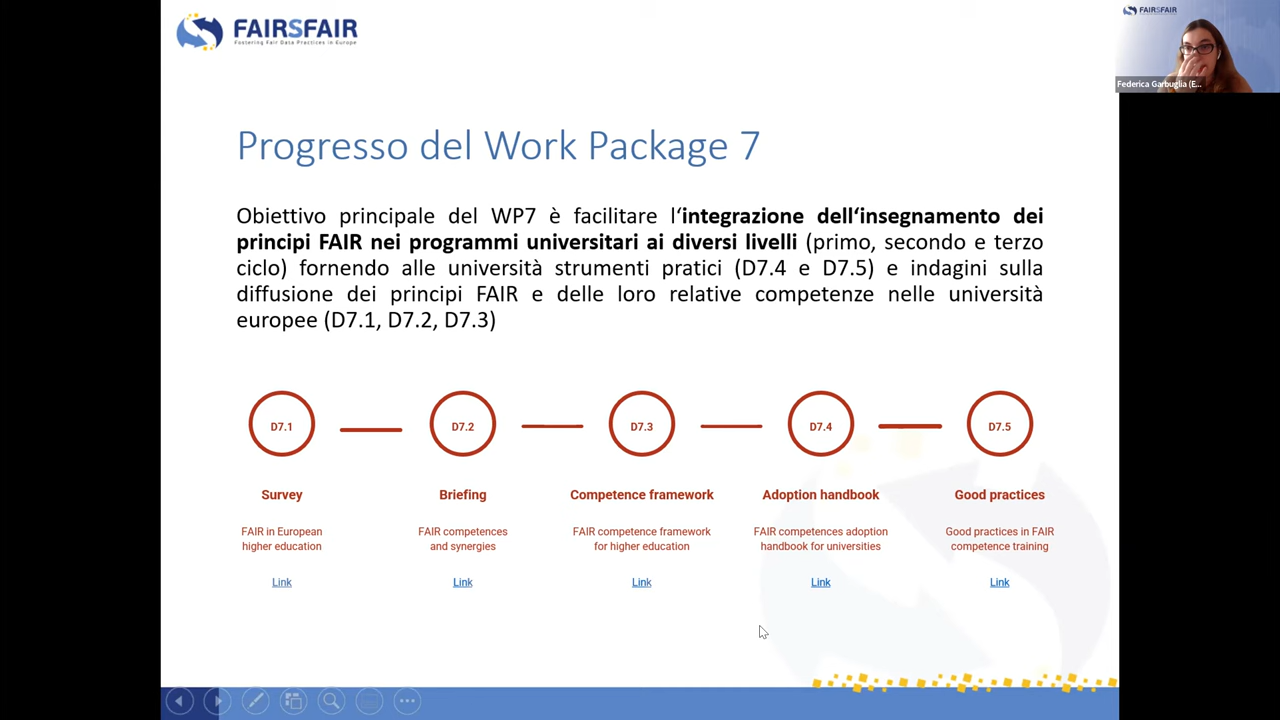 FAIRSFAIR
Fostering Fair Data Practices in Europe
FAIRSFAIR
Federica Garbuglia (E...
Progresso del Work Package 7
Obiettivo principale del WP7 è facilitare l‘integrazione dell‘insegnamento dei
principi FAIR nei programmi universitari ai diversi livelli (primo, secondo e terzo
ciclo) fornendo alle università strumenti pratici (D7.4 e D7.5) e indagini sulla
diffusione dei principi FAIR e delle loro relative competenze nelle università
europee (D7.1, D7.2, D7.3)
D7.1
D7.2
D7.3
D7.4
D7.5
Survey
Briefing
Competence framework
Adoption handbook
Good practices
FAIR in European
higher education
FAIR competences
and synergies
FAIR competence framework
for higher education
FAIR competences adoption
handbook for universities
Good practices in FAIR
competence training
Link
Link
Link
Link
Link